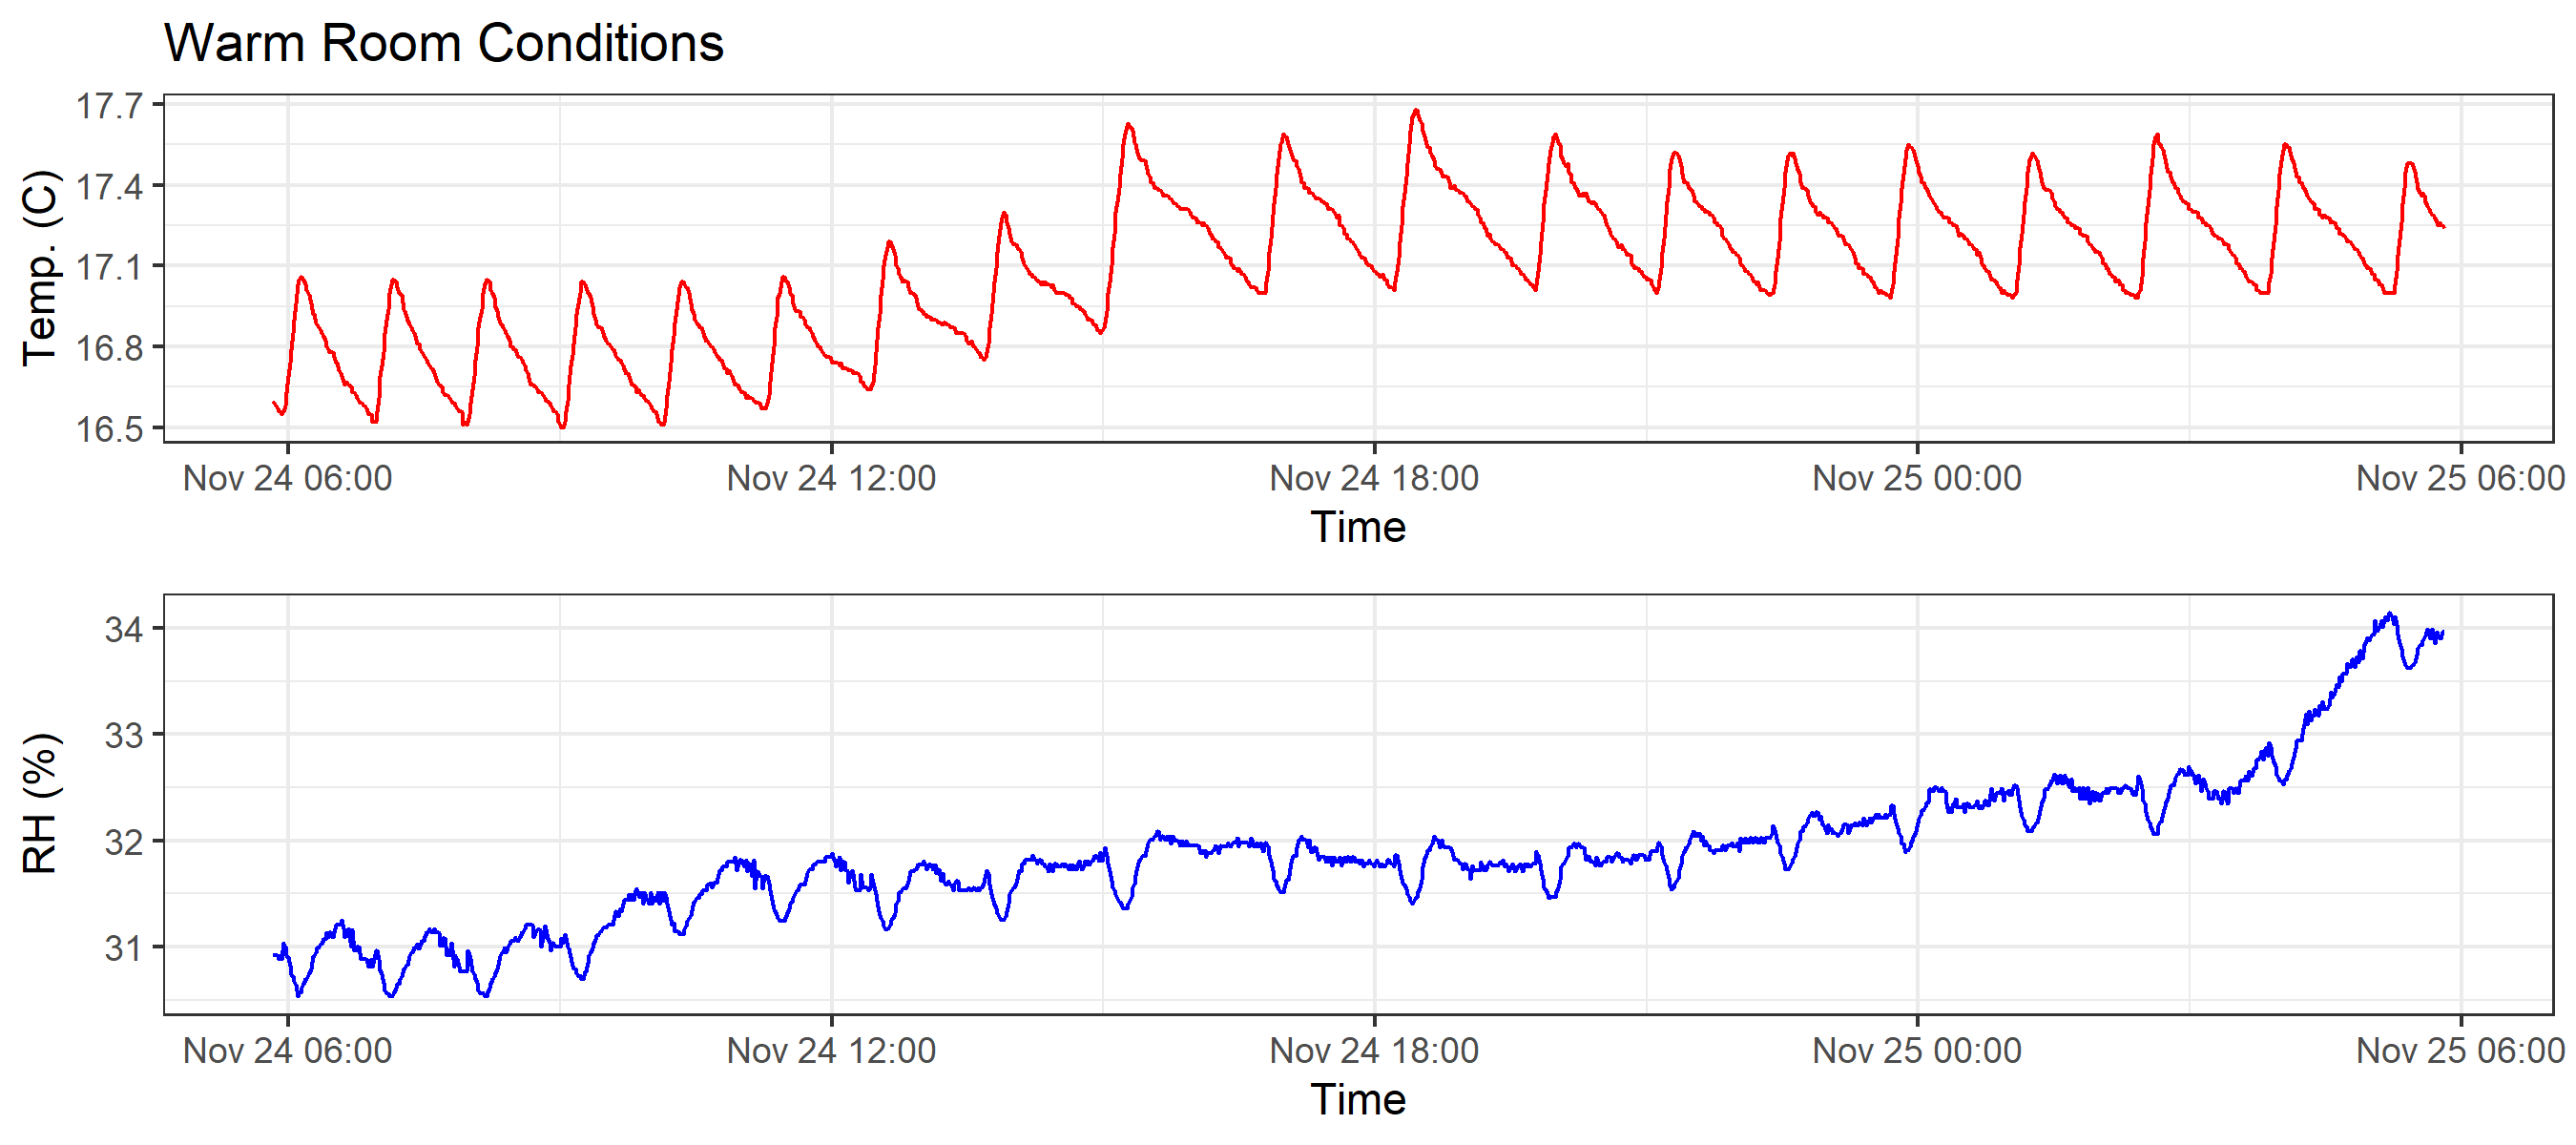 Warm Room Conditions
17.7
17.4
17.1
16.8
16.5
Temp. (C)
Nov 24 06:00 Nov 24 12:00 Nov 24 18:00 Nov 25 00:00 Nov 25 06:00
Time
34
33
32
31
RH (%)
Nov 24 06:00 Nov 24 12:00 Nov 24 18:00 Nov 25 00:00 Nov 25 06:00
Time